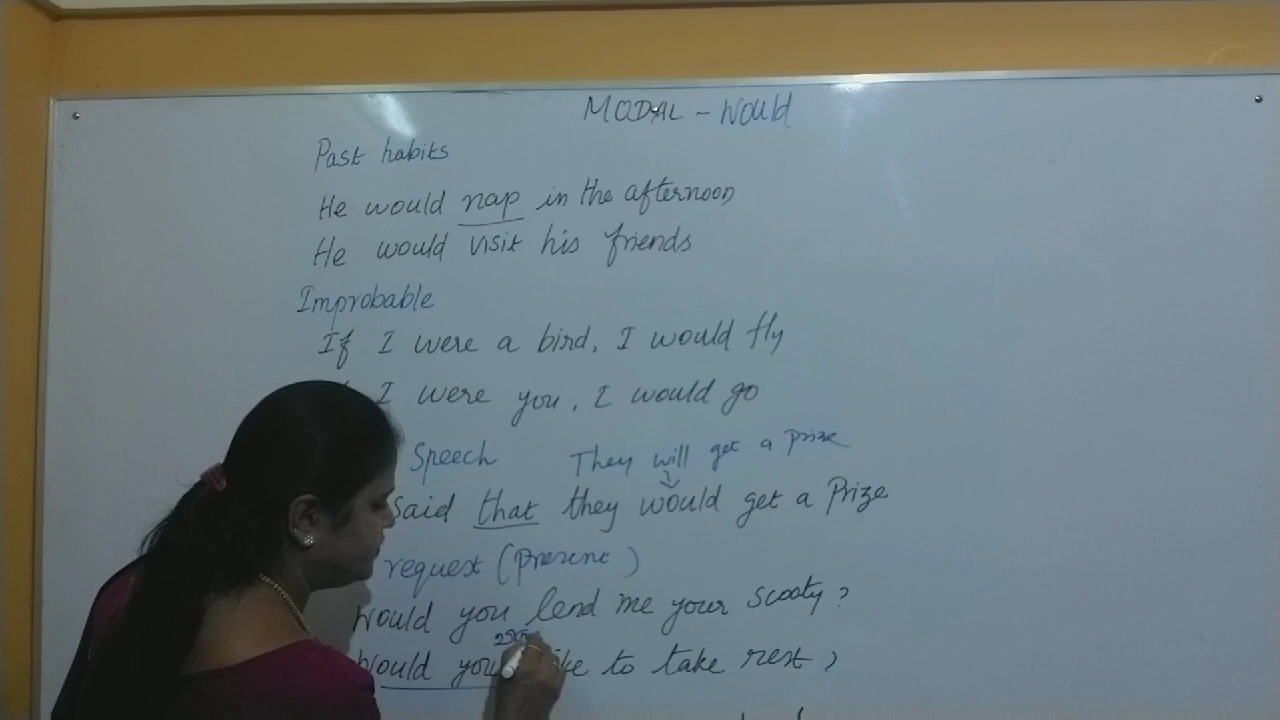 MODAL - Would
Past habits
He would nap in the afternoon
He would visit his friends
Improbable
If I were a bird, I would fly
I were you, I would go
Speech They will get a prize
Said that they would get a Prize
request (Present)
Would you lend me your scooty?
Would you to take rest?